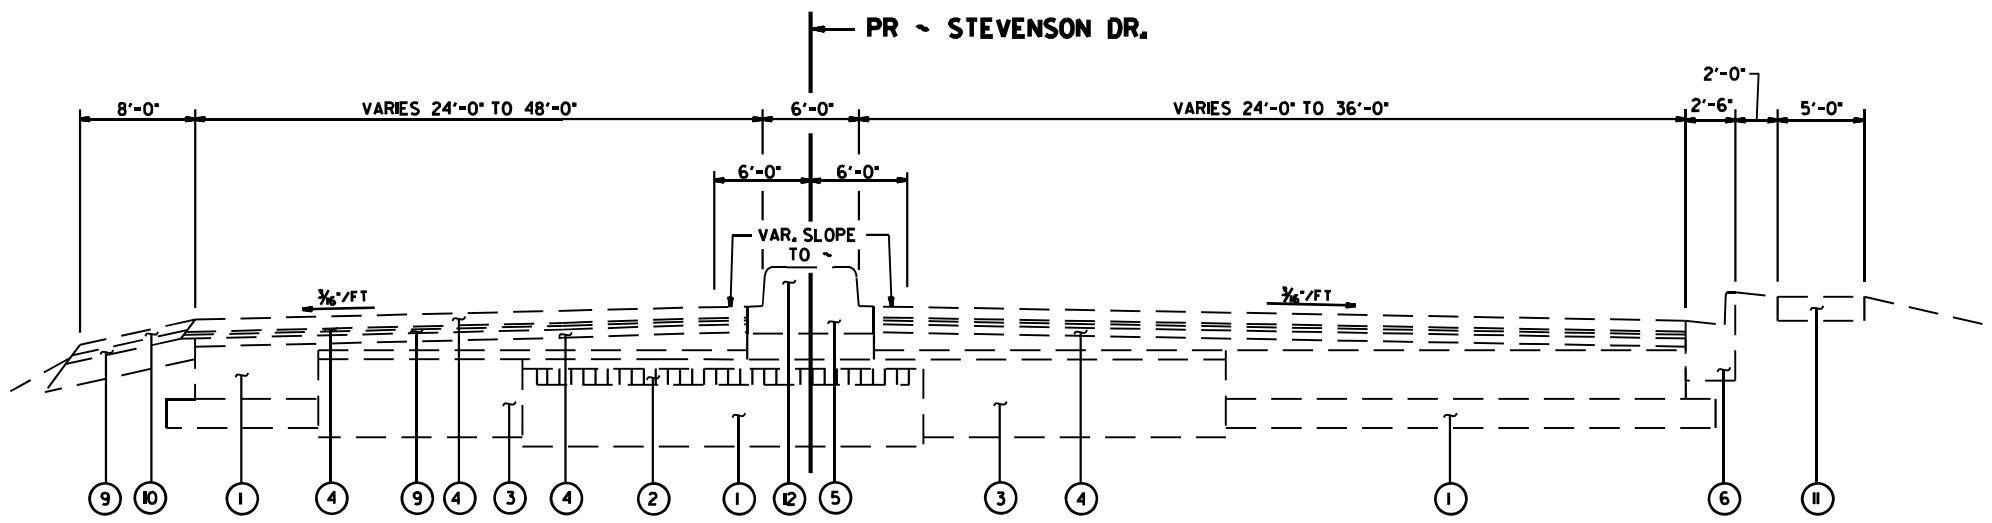 PR ~ STEVENSON DR.
2'-0"
8'-0" VARIES 24'-0" TO 48'-0" 6'-0" VARIES 24'-0" TO 36'-0" 2'-6" 5'-0"
6'-0" 6'-0"
VAR. SLOPE
TO ~
3/16"/FT 3/16"/FT
9 10 1 4 9 4 3 4 2 1 12 5 3 4 1 6 11